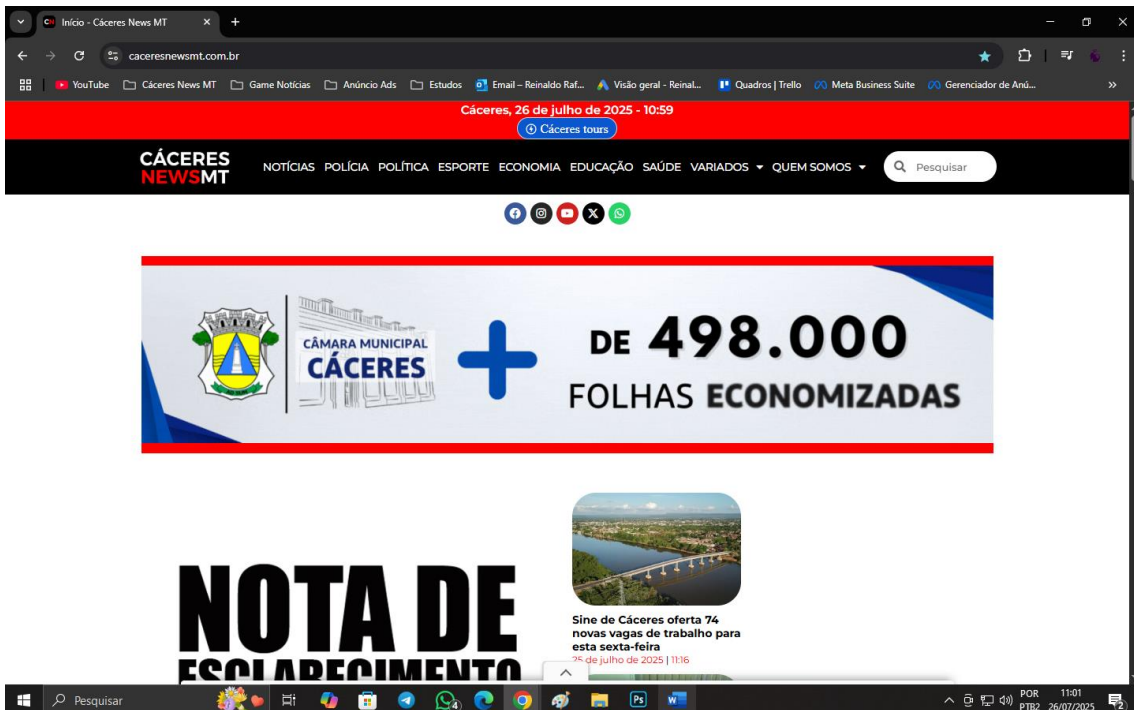 Início - Cáceres News MT
caceresnewsmt.com.br
YouTube Cáceres News MT Game Notícias Anúncio Ads Estudos Email – Reinaldo Raf... Visão geral - Reinal... Quadros | Trello Meta Business Suite Gerenciador de Anú... »
Cáceres, 26 de julho de 2025 - 10:59
Cáceres tours
CÁCERES
NEWSMT
NOTÍCIAS POLÍCIA POLÍTICA ESPORTE ECONOMIA EDUCAÇÃO SAÚDE VARIADOS QUEM SOMOS
Pesquisar
CÂMARA MUNICIPAL
CÁCERES
+
DE 498.000
FOLHAS ECONOMIZADAS
NOTA DE
ESCLARECIMENTO
Sine de Cáceres oferta 74
novas vagas de trabalho para
esta sexta-feira
25 de julho de 2025 | 11:16
Pesquisar
4
Ps
POR
PTB2
11:01
26/07/2025
2